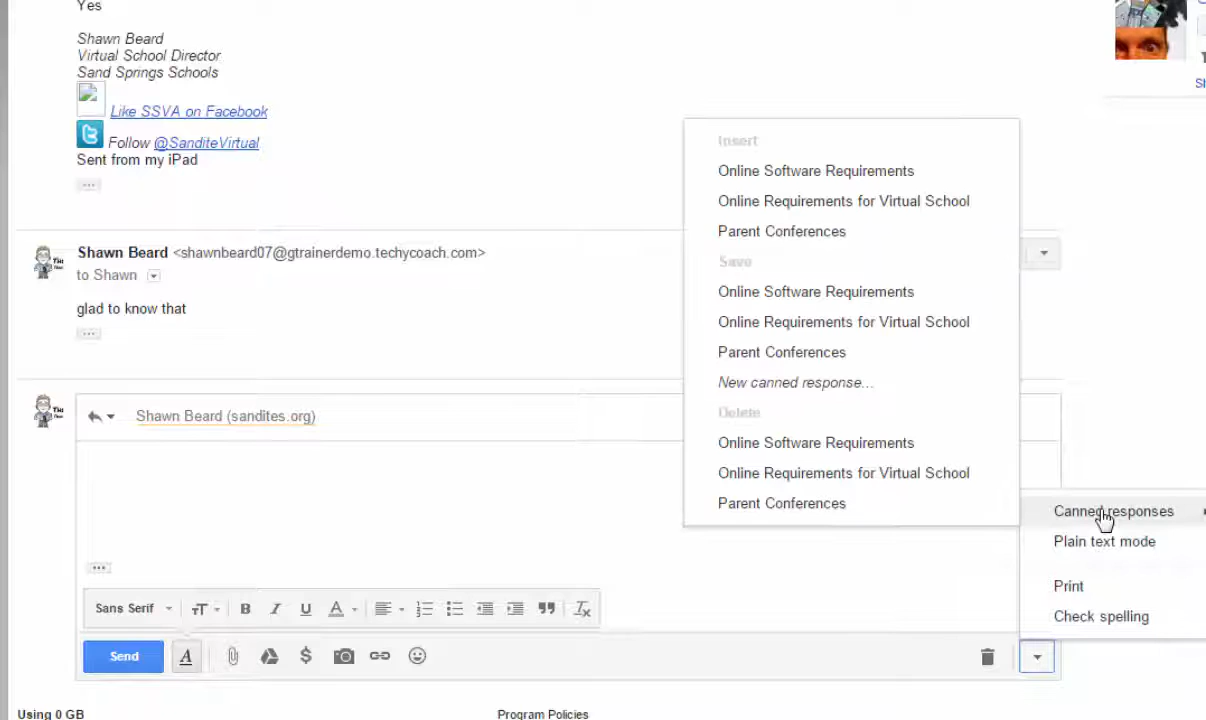 Yes
Shawn Beard
Virtual School Director
Sand Springs Schools
Like SSVA on Facebook
Follow @SanditeVirtual
Sent from my iPad
Shawn Beard <shawnbeard07@gtrainerdemo.techycoach.com>
to Shawn
glad to know that
Shawn Beard (sandites.org)
Insert
Online Software Requirements
Online Requirements for Virtual School
Parent Conferences
Save
Online Software Requirements
Online Requirements for Virtual School
Parent Conferences
New canned response...
Delete
Online Software Requirements
Online Requirements for Virtual School
Parent Conferences
Canned responses
Plain text mode
Print
Check spelling
Sans Serif
Send
Using 0 GB
Program Policies